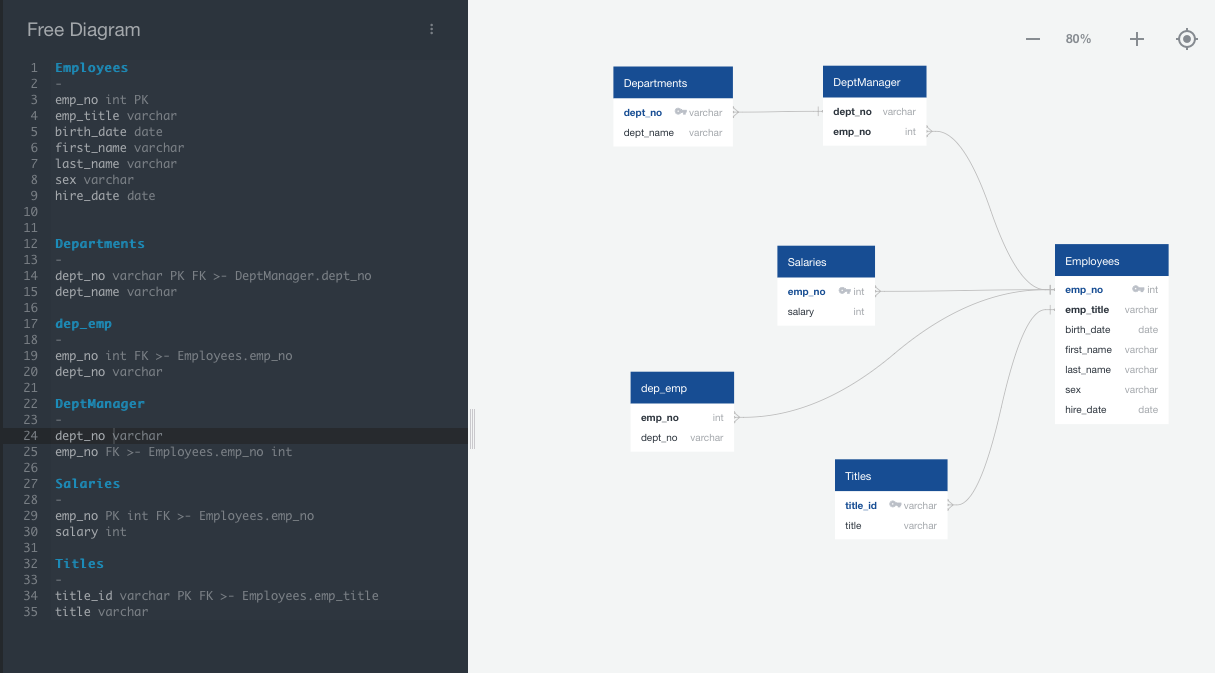 Free Diagram
1 Employees
2 -
3 emp_no int PK
4 emp_title varchar
5 birth_date date
6 first_name varchar
7 last_name varchar
8 sex varchar
9 hire_date date
10
11
12 Departments
13 -
14 dept_no varchar PK FK >- DeptManager.dept_no
15 dept_name varchar
16
17 dep_emp
18 -
19 emp_no int FK >- Employees.emp_no
20 dept_no varchar
21
22 DeptManager
23 -
24 dept_no varchar
25 emp_no FK >- Employees.emp_no int
26
27 Salaries
28 -
29 emp_no PK int FK >- Employees.emp_no
30 salary int
31
32 Titles
33 -
34 title_id varchar PK FK >- Employees.emp_title
35 title varchar
80%
Departments
dept_no varchar
dept_name varchar
DeptManager
dept_no varchar
emp_no int
Salaries
emp_no int
salary int
Employees
emp_no int
emp_title varchar
birth_date date
first_name varchar
last_name varchar
sex varchar
hire_date date
dep_emp
emp_no int
dept_no varchar
Titles
title_id varchar
title varchar